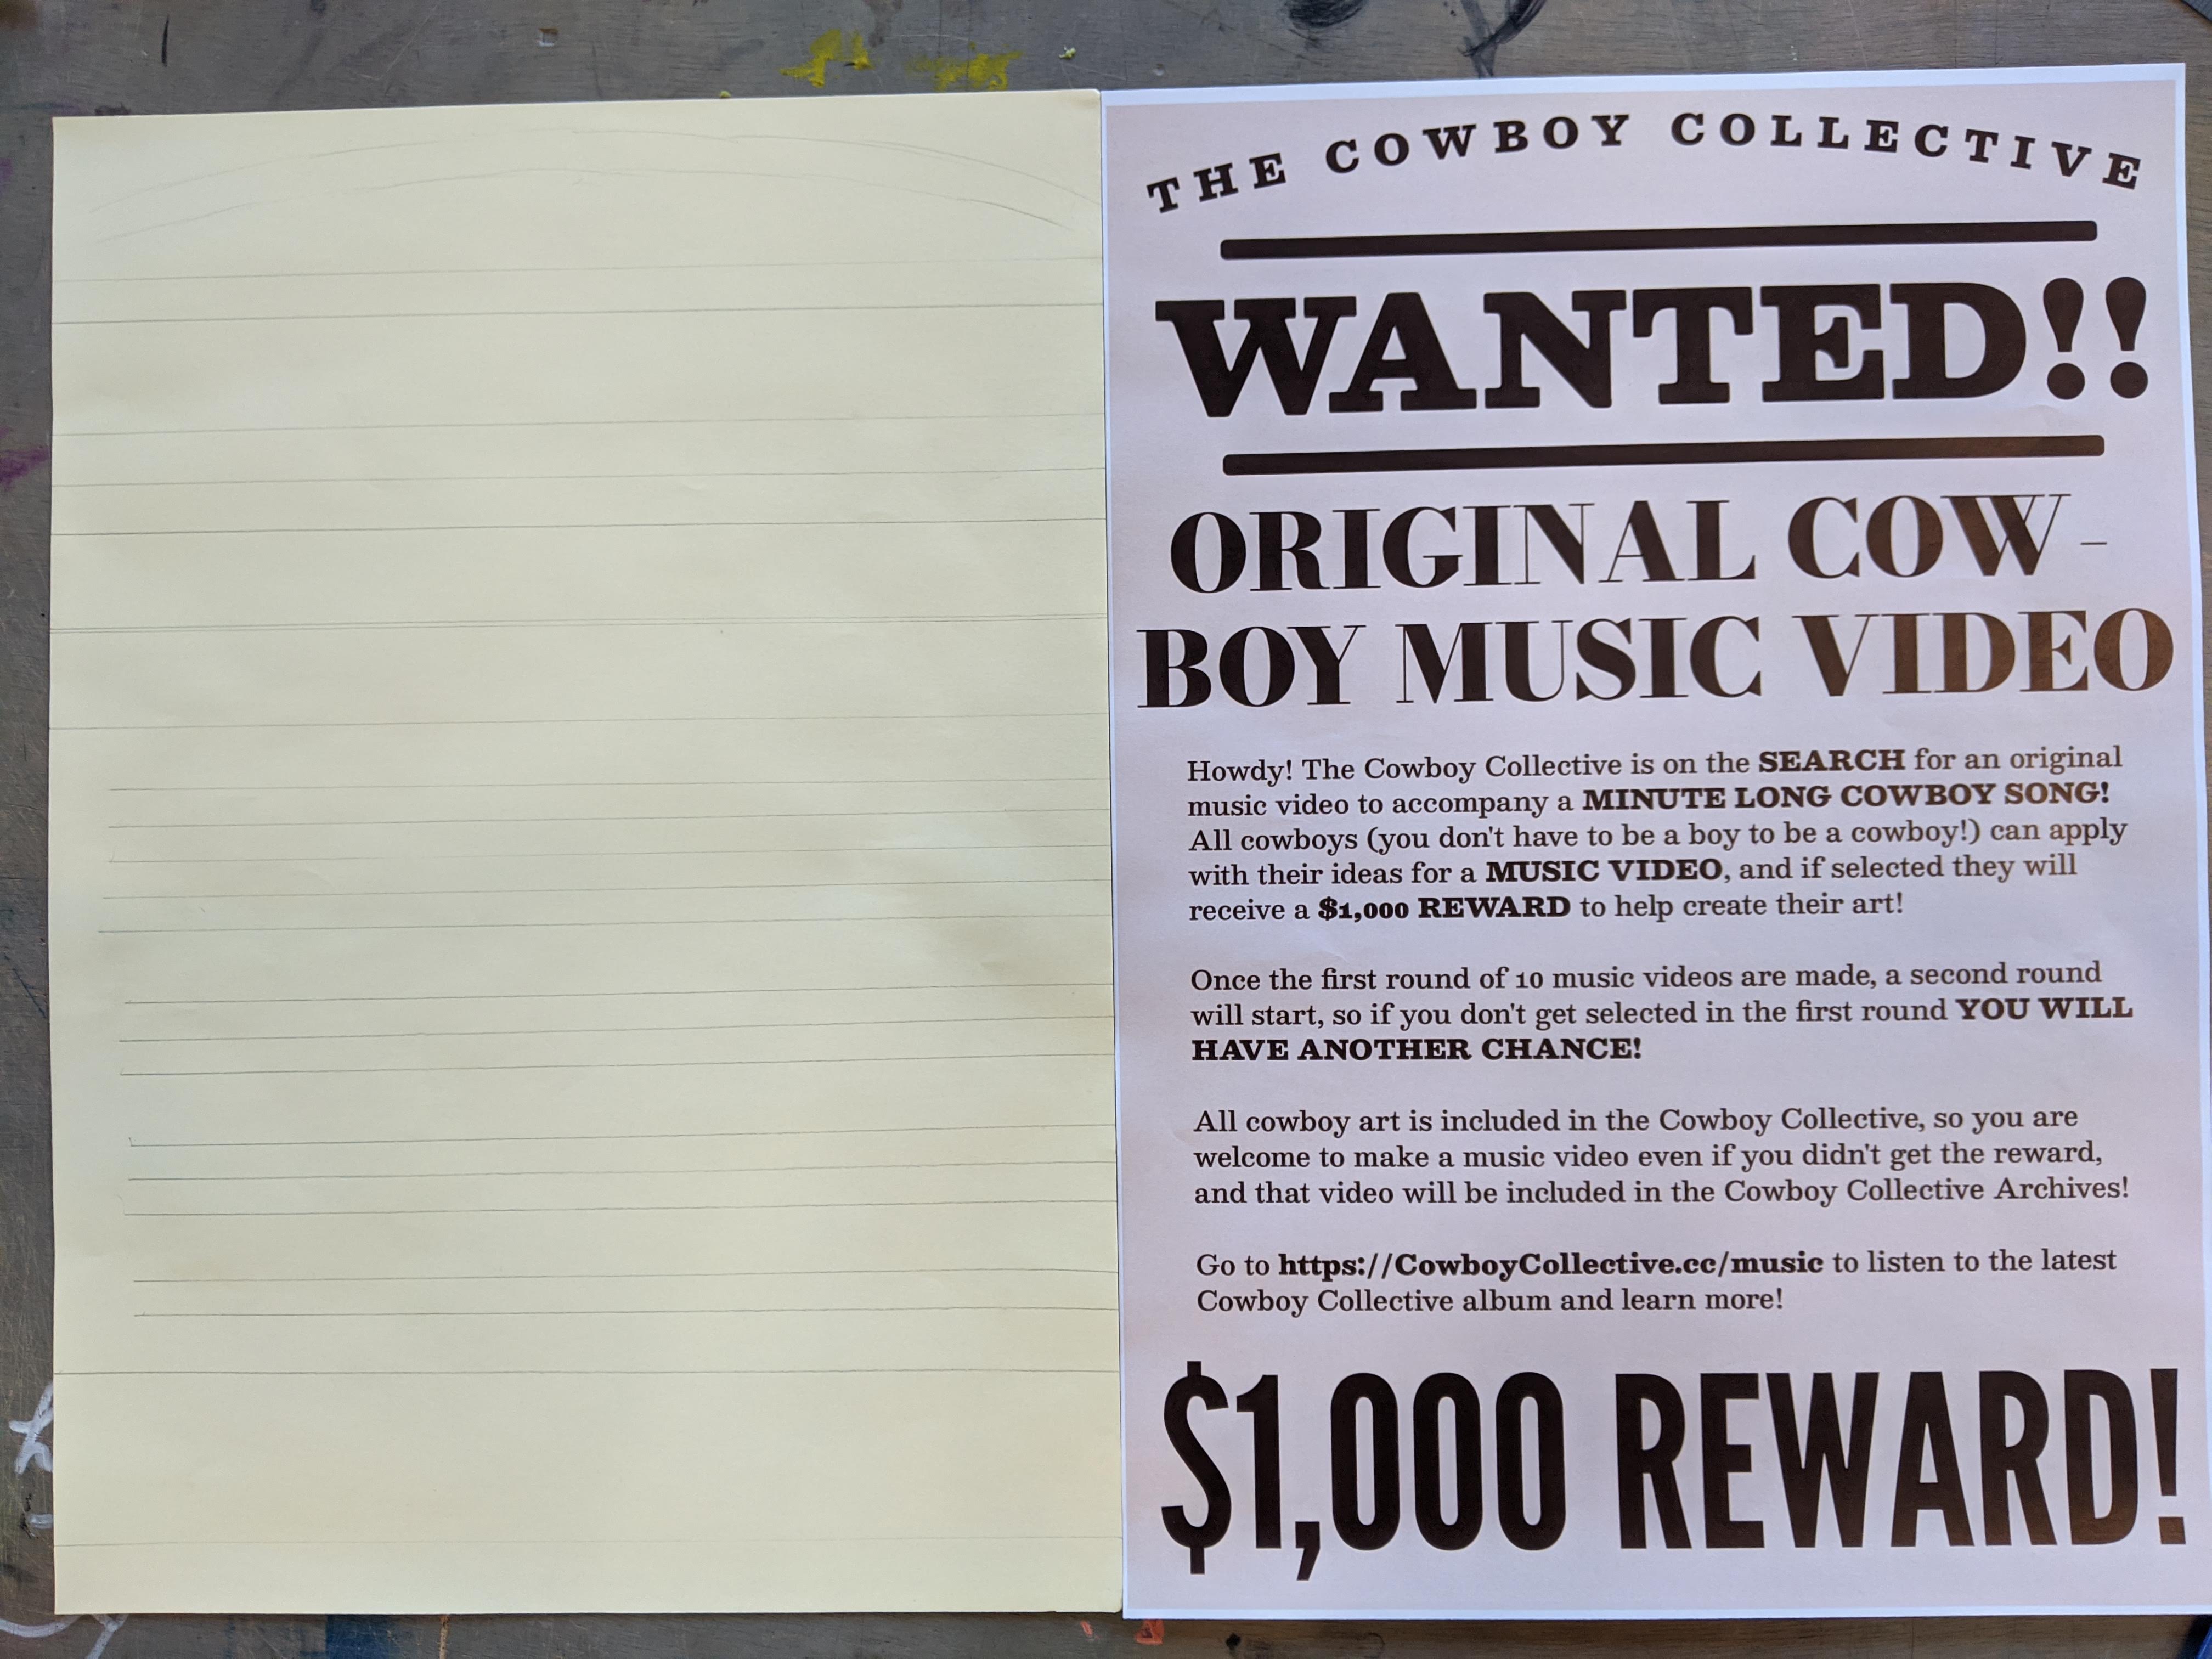 THE COWBOY COLLECTIVE
WANTED!!
ORIGINAL COW-
BOY MUSIC VIDEO
Howdy! The Cowboy Collective is on the SEARCH for an original
music video to accompany a MINUTE LONG COWBOY SONG!
All cowboys (you don't have to be a boy to be a cowboy!) can apply
with their ideas for a MUSIC VIDEO, and if selected they will
receive a $1,000 REWARD to help create their art!
Once the first round of 10 music videos are made, a second round
will start, so if you don't get selected in the first round YOU WILL
HAVE ANOTHER CHANCE!
All cowboy art is included in the Cowboy Collective, so you are
welcome to make a music video even if you didn't get the reward,
and that video will be included in the Cowboy Collective Archives!
Go to https://CowboyCollective.cc/music to listen to the latest
Cowboy Collective album and learn more!
$1,000 REWARD!